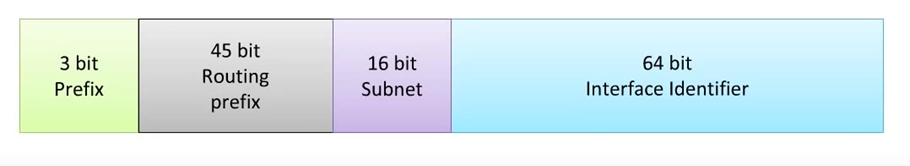 3 bit
Prefix
45 bit
Routing
prefix
16 bit
Subnet
64 bit
Interface Identifier